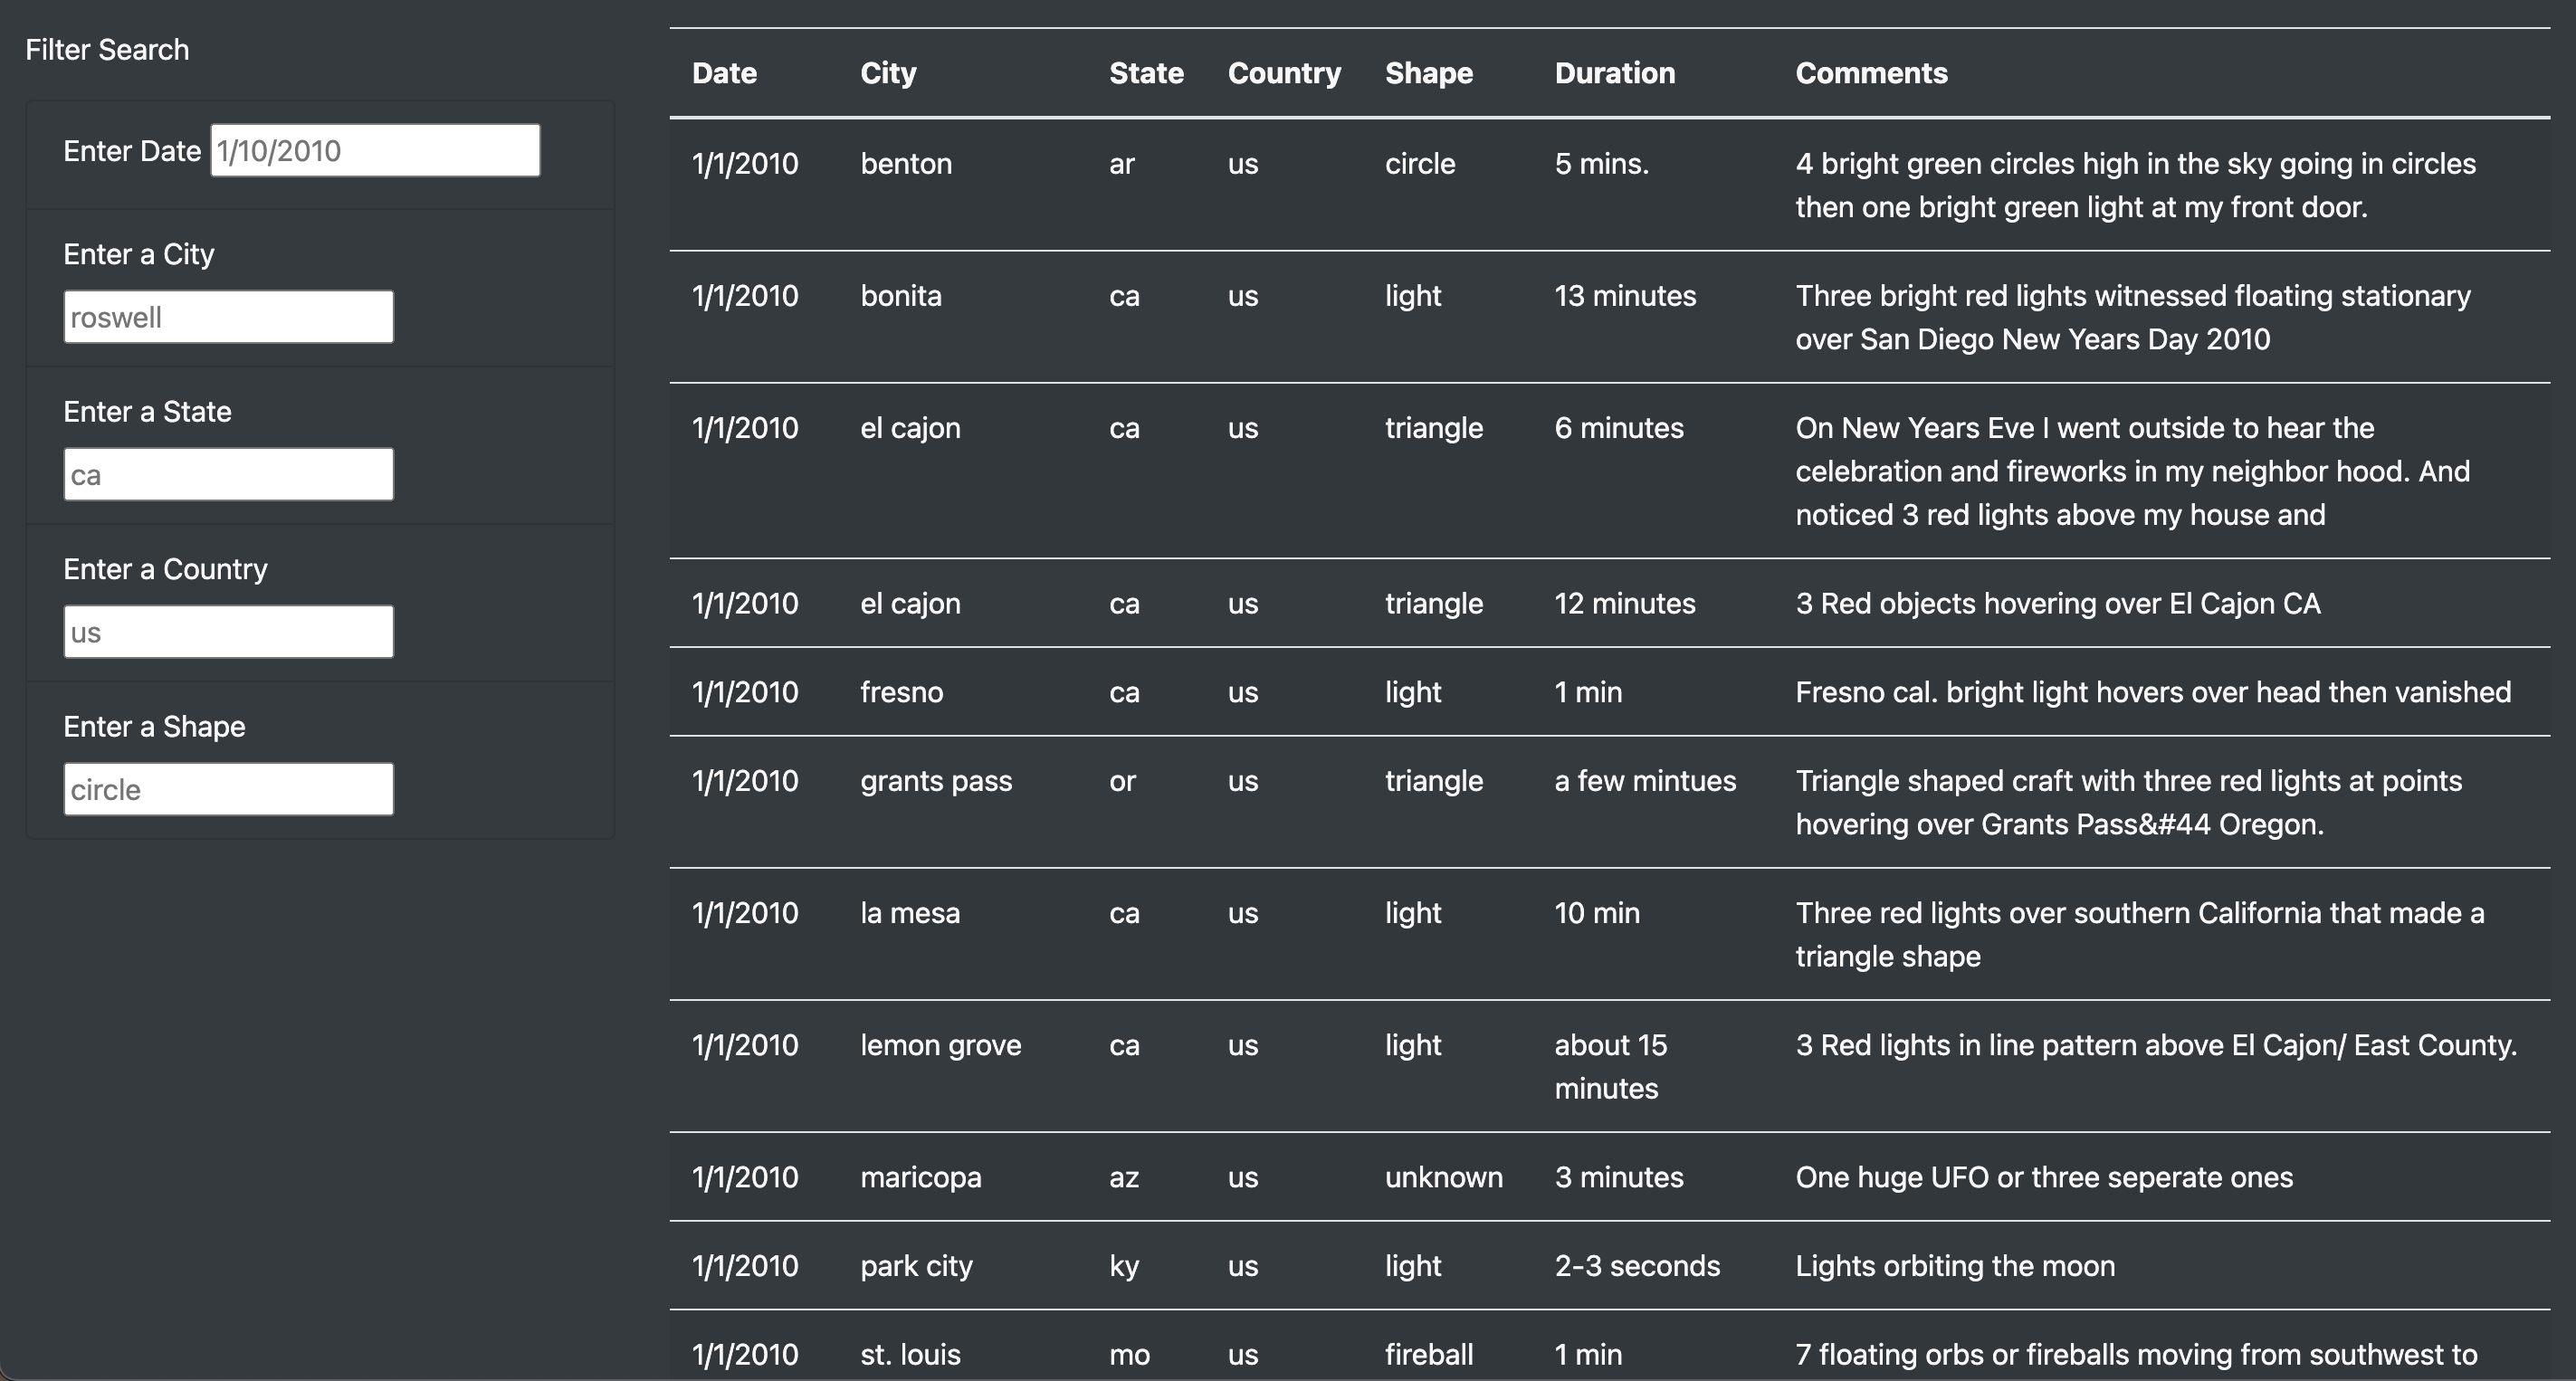 Filter Search
Enter Date 1/10/2010
Enter a City
roswell
Enter a State
ca
Enter a Country
us
Enter a Shape
circle
Date City State Country Shape Duration Comments
1/1/2010 benton ar us circle 5 mins. 4 bright green circles high in the sky going in circles
then one bright green light at my front door.
1/1/2010 bonita ca us light 13 minutes Three bright red lights witnessed floating stationary
over San Diego New Years Day 2010
1/1/2010 el cajon ca us triangle 6 minutes On New Years Eve I went outside to hear the
celebration and fireworks in my neighbor hood. And
noticed 3 red lights above my house and
1/1/2010 el cajon ca us triangle 12 minutes 3 Red objects hovering over El Cajon CA
1/1/2010 fresno ca us light 1 min Fresno cal. bright light hovers over head then vanished
1/1/2010 grants pass or us triangle a few mintues Triangle shaped craft with three red lights at points
hovering over Grants Pass&#44 Oregon.
1/1/2010 la mesa ca us light 10 min Three red lights over southern California that made a
triangle shape
1/1/2010 lemon grove ca us light about 15 3 Red lights in line pattern above El Cajon/ East County.
minutes
1/1/2010 maricopa az us unknown 3 minutes One huge UFO or three seperate ones
1/1/2010 park city ky us light 2-3 seconds Lights orbiting the moon
1/1/2010 st. louis mo us fireball 1 min 7 floating orbs or fireballs moving from southwest to